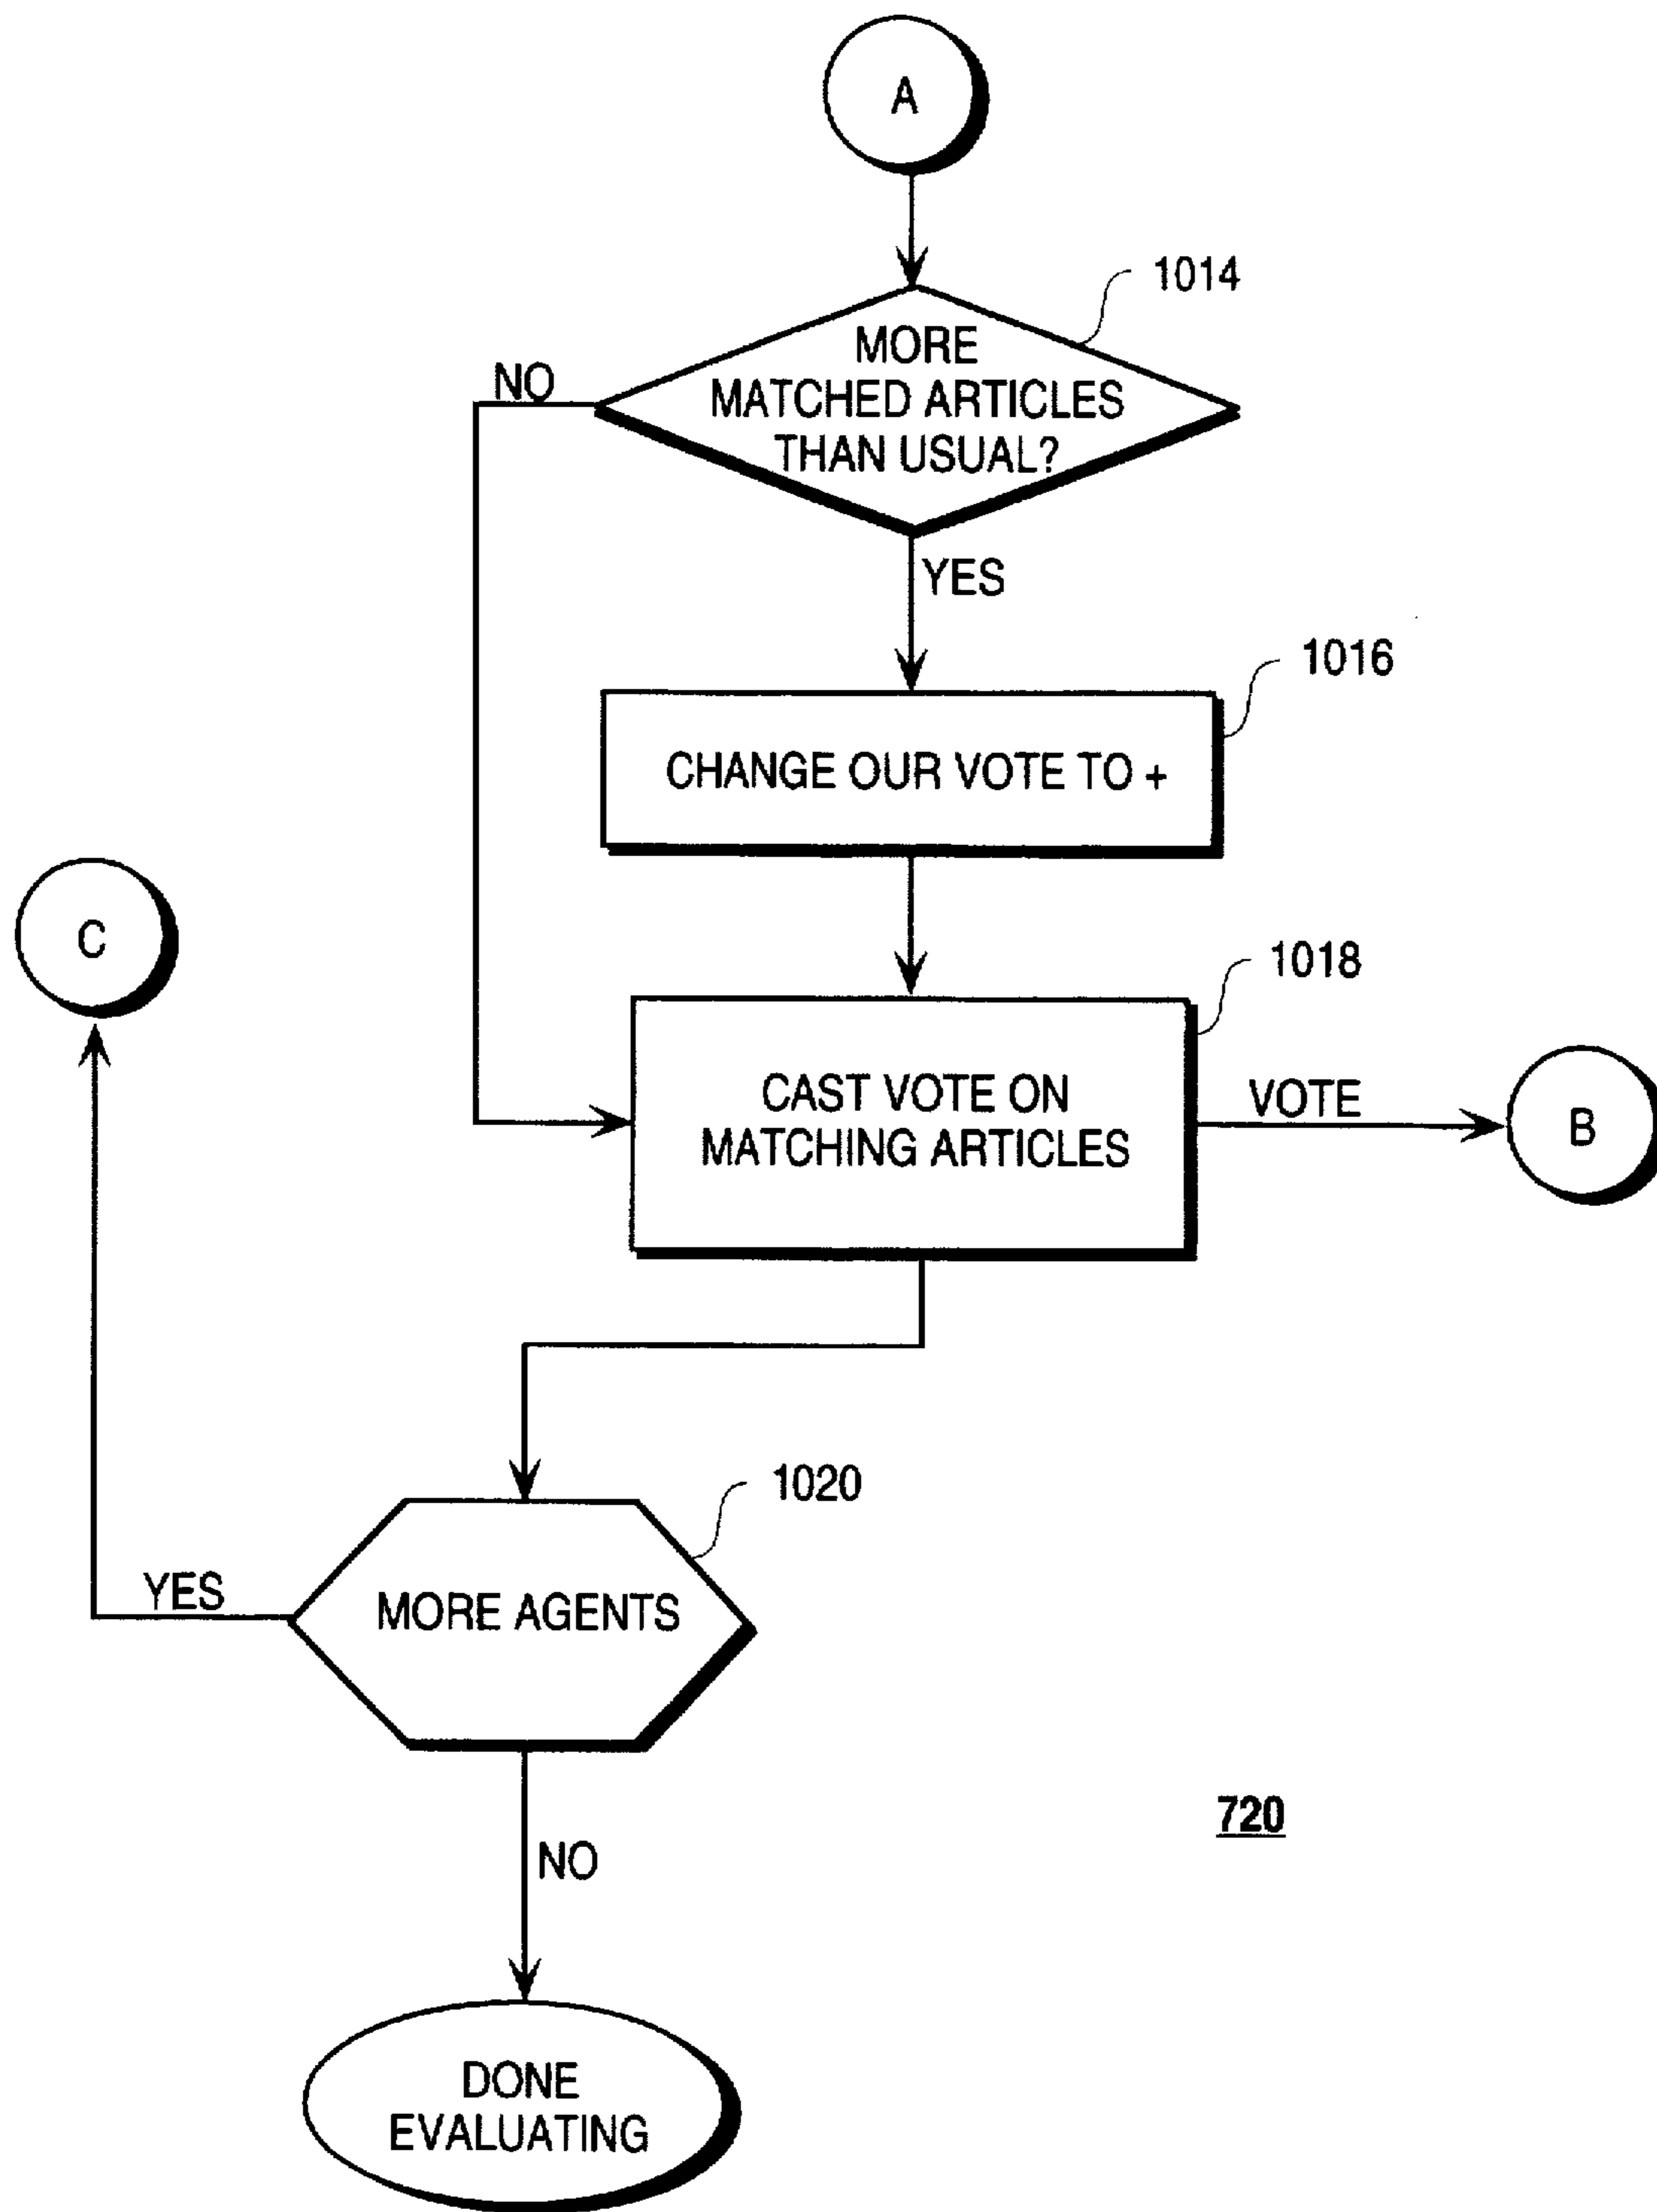 A
1014
MORE
MATCHED ARTICLES
THAN USUAL?
NO
YES
1016
CHANGE OUR VOTE TO +
C
1018
CAST VOTE ON
MATCHING ARTICLES
VOTE
B
1020
YES
MORE AGENTS
720
NO
DONE
EVALUATING